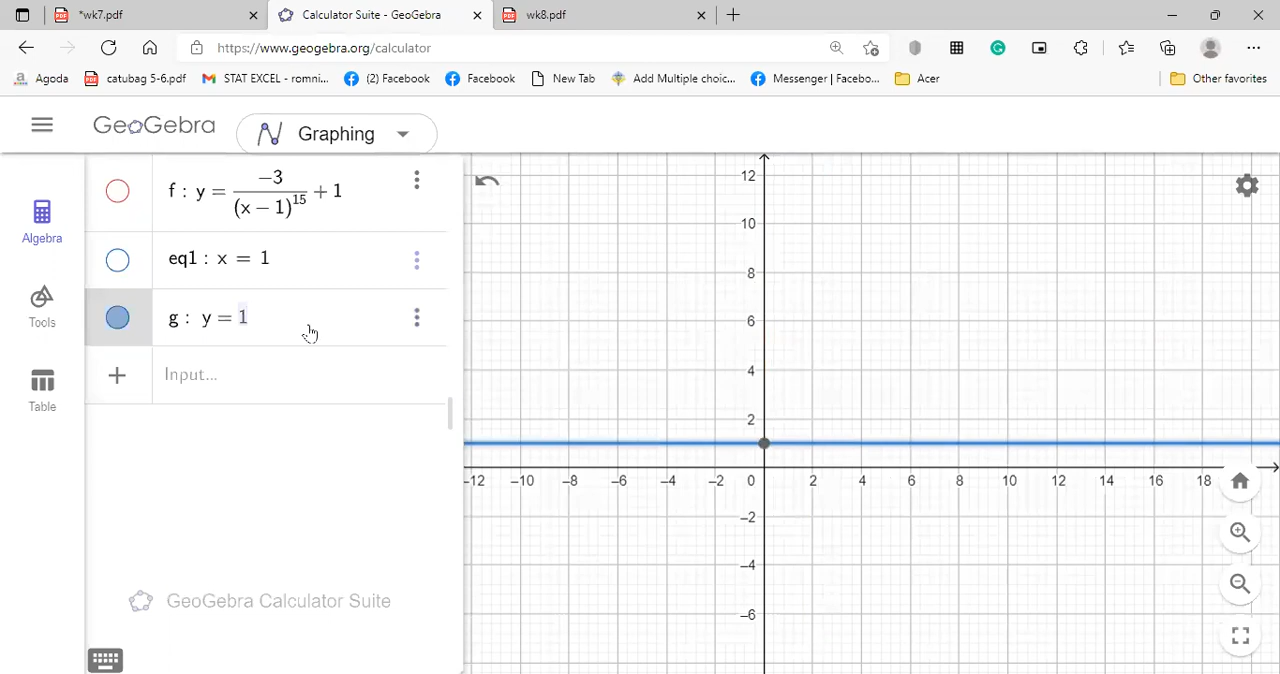 *wk7.pdf
Calculator Suite - GeoGebra
wk8.pdf
https://www.geogebra.org/calculator
Agoda
catubag 5-6.pdf
STAT EXCEL - romni...
(2) Facebook
Facebook
New Tab
Add Multiple choic...
Messenger | Facebo...
Acer
Other favorites
GeoGebra
Graphing
f : y = -3 / (x − 1)^15 + 1
eq1 : x = 1
g : y = 1
Input...
Algebra
Tools
Table
GeoGebra Calculator Suite
12
10
8
6
4
2
–12 –10 –8 –6 –4 –2 0 2 4 6 8 10 12 14 16 18
–2
–4
–6